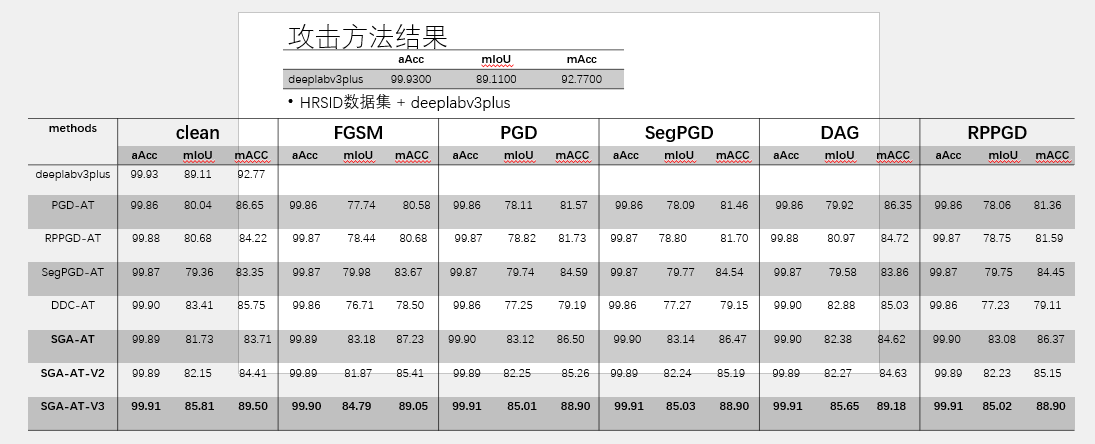 攻击方法结果
aAcc mIoU mAcc
deeplabv3plus 99.9300 89.1100 92.7700
• HRSID数据集 + deeplabv3plus
methods clean FGSM PGD SegPGD DAG RPPGD
aAcc mIoU mACC aAcc mIoU mACC aAcc mIoU mACC aAcc mIoU mACC aAcc mIoU mACC aAcc mIoU mACC
deeplabv3plus 99.93 89.11 92.77
PGD-AT 99.86 80.04 86.65 99.86 77.74 80.58 99.86 78.11 81.57 99.86 78.09 81.46 99.86 79.92 86.35 99.86 78.06 81.36
RPPGD-AT 99.88 80.68 84.22 99.87 78.44 80.68 99.87 78.82 81.73 99.87 78.80 81.70 99.88 80.97 84.72 99.87 78.75 81.59
SegPGD-AT 99.87 79.36 83.35 99.87 79.98 83.67 99.87 79.74 84.59 99.87 79.77 84.54 99.87 79.58 83.86 99.87 79.75 84.45
DDC-AT 99.90 83.41 85.75 99.86 76.71 78.50 99.86 77.25 79.19 99.86 77.27 79.15 99.90 82.88 85.03 99.86 77.23 79.11
SGA-AT 99.89 81.73 83.71 99.89 83.18 87.23 99.90 83.12 86.50 99.90 83.14 86.47 99.90 82.38 84.62 99.90 83.08 86.37
SGA-AT-V2 99.89 82.15 84.41 99.89 81.87 85.41 99.89 82.25 85.26 99.89 82.24 85.19 99.89 82.27 84.63 99.89 82.23 85.15
SGA-AT-V3 99.91 85.81 89.50 99.90 84.79 89.05 99.91 85.01 88.90 99.91 85.03 88.90 99.91 85.65 89.18 99.91 85.02 88.90